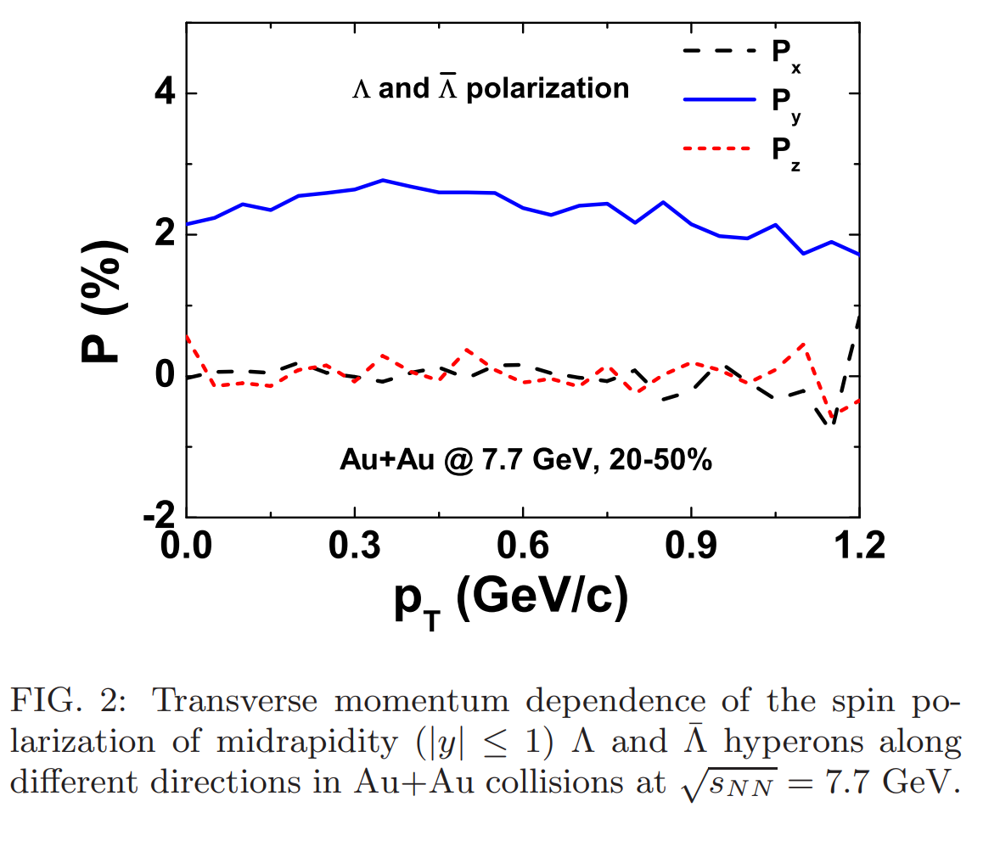 P_x
Λ and Λ̄ polarization
P_y
P_z
4
2
0
-2
P (%)
Au+Au @ 7.7 GeV, 20-50%
0.0 0.3 0.6 0.9 1.2
p_T (GeV/c)
FIG. 2: Transverse momentum dependence of the spin po-
larization of midrapidity (|y| ≤ 1) Λ and Λ̄ hyperons along
different directions in Au+Au collisions at √s_NN = 7.7 GeV.